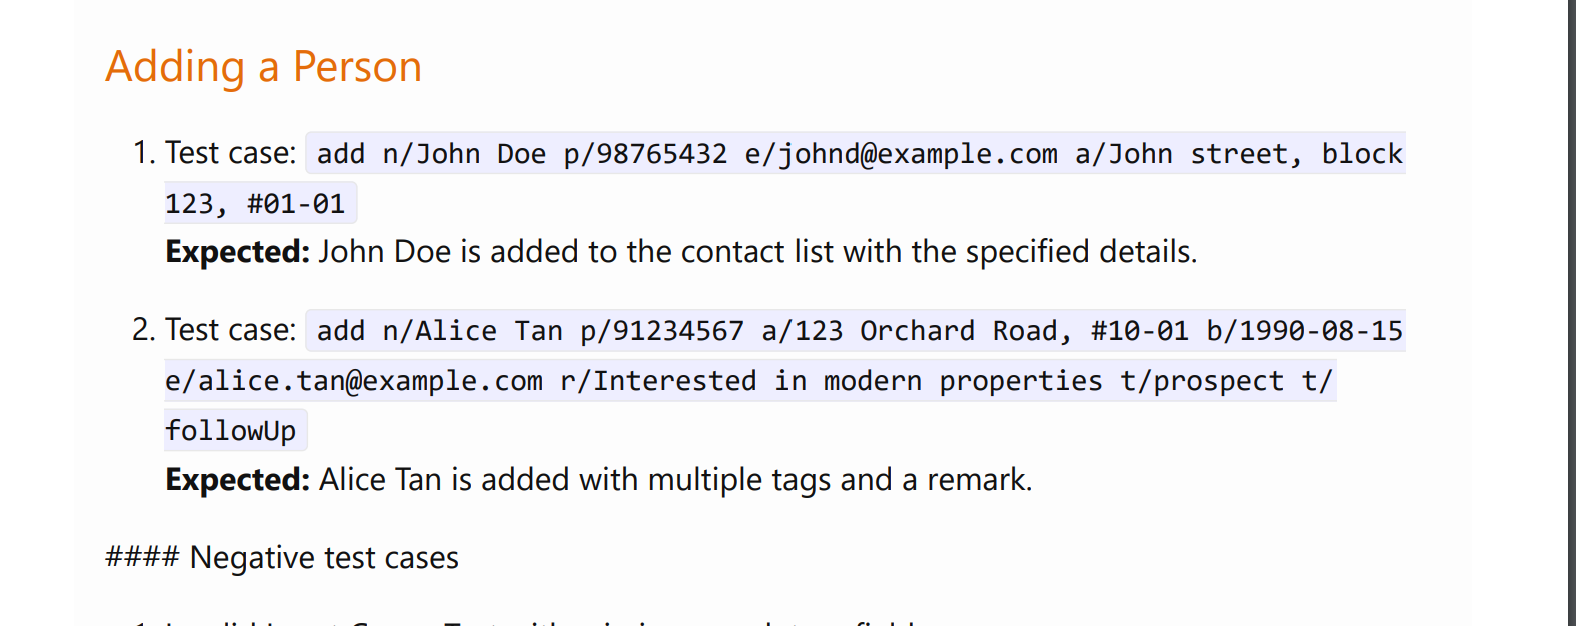 Adding a Person
1. Test case: add n/John Doe p/98765432 e/johnd@example.com a/John street, block
123, #01-01
Expected: John Doe is added to the contact list with the specified details.
2. Test case: add n/Alice Tan p/91234567 a/123 Orchard Road, #10-01 b/1990-08-15
e/alice.tan@example.com r/Interested in modern properties t/prospect t/
followUp
Expected: Alice Tan is added with multiple tags and a remark.
#### Negative test cases